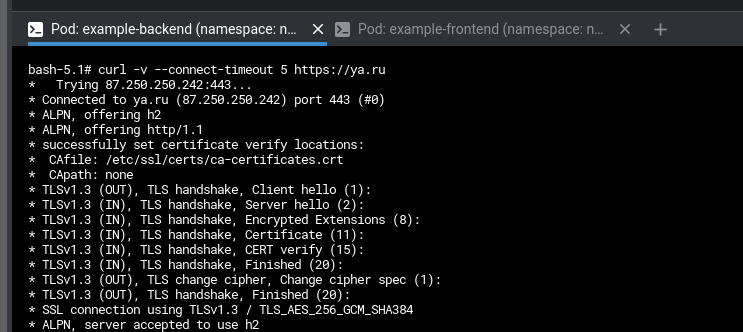 Pod: example-backend (namespace: n...
Pod: example-frontend (namespace: n...
bash-5.1# curl -v --connect-timeout 5 https://ya.ru
*   Trying 87.250.250.242:443...
* Connected to ya.ru (87.250.250.242) port 443 (#0)
* ALPN, offering h2
* ALPN, offering http/1.1
* successfully set certificate verify locations:
*  CAfile: /etc/ssl/certs/ca-certificates.crt
*  CApath: none
* TLSv1.3 (OUT), TLS handshake, Client hello (1):
* TLSv1.3 (IN), TLS handshake, Server hello (2):
* TLSv1.3 (IN), TLS handshake, Encrypted Extensions (8):
* TLSv1.3 (IN), TLS handshake, Certificate (11):
* TLSv1.3 (IN), TLS handshake, CERT verify (15):
* TLSv1.3 (IN), TLS handshake, Finished (20):
* TLSv1.3 (OUT), TLS change cipher, Change cipher spec (1):
* TLSv1.3 (OUT), TLS handshake, Finished (20):
* SSL connection using TLSv1.3 / TLS_AES_256_GCM_SHA384
* ALPN, server accepted to use h2